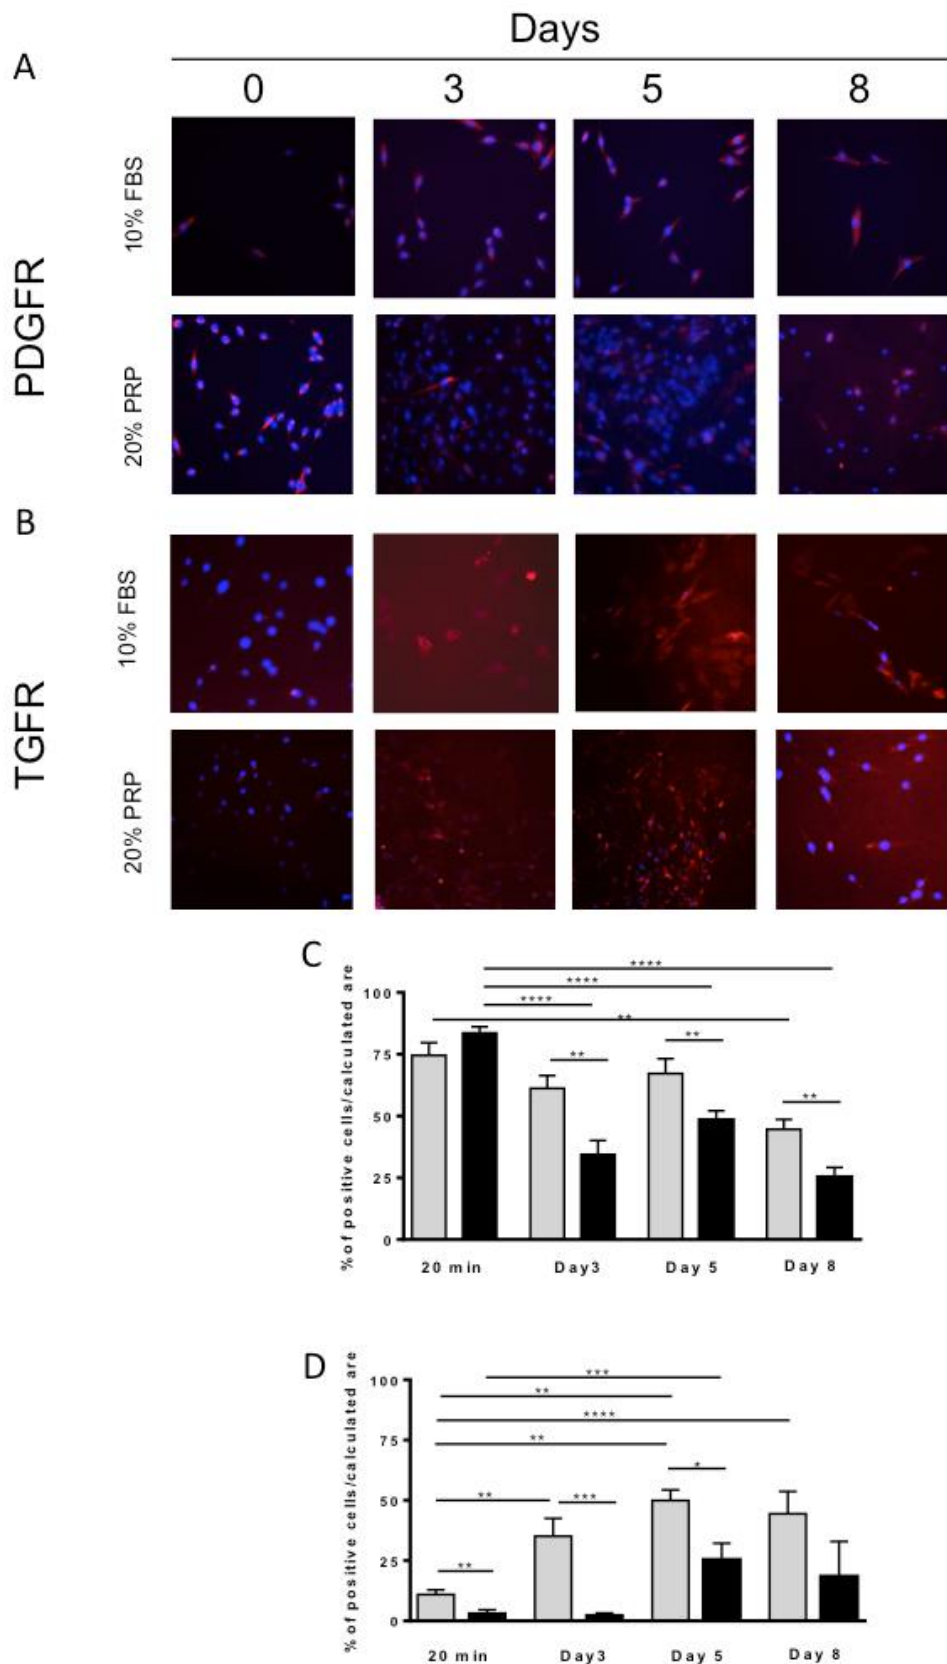 Days
A
0 3 5 8
PDGFR
10% FBS
20% PRP
B
TGFR
10% FBS
20% PRP
C
% of positive cells/calculated are
100
75
50
25
0
****
****
****
**
**
**
**
20 min Day3 Day 5 Day 8
D
% of positive cells/calculated are
100
75
50
25
0
***
**
****
**
*
** ***
**
20 min Day3 Day 5 Day 8